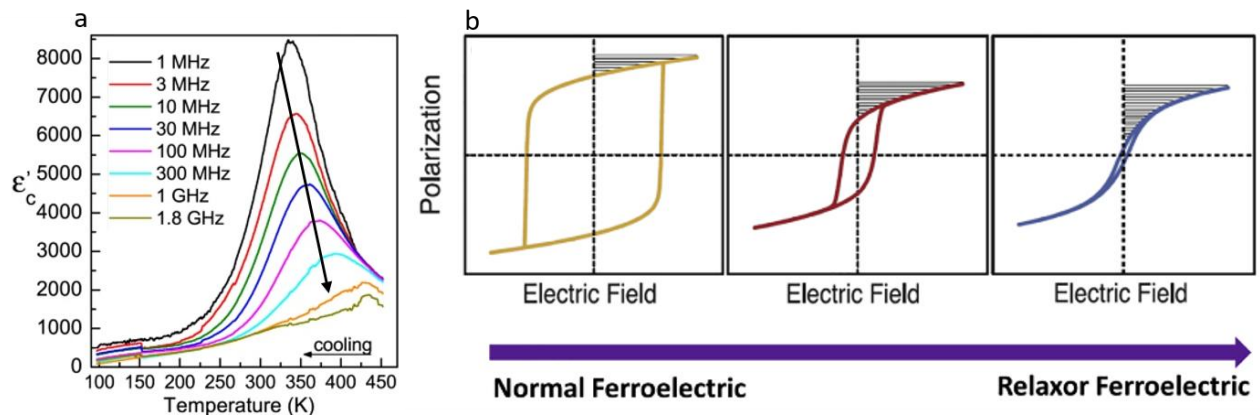 a
8000
7000
6000
5000
4000
3000
2000
1000
0
ε'c
1 MHz
3 MHz
10 MHz
30 MHz
100 MHz
300 MHz
1 GHz
1.8 GHz
cooling
100 150 200 250 300 350 400 450
Temperature (K)
b
Polarization
Electric Field
Electric Field
Electric Field
Normal Ferroelectric
Relaxor Ferroelectric